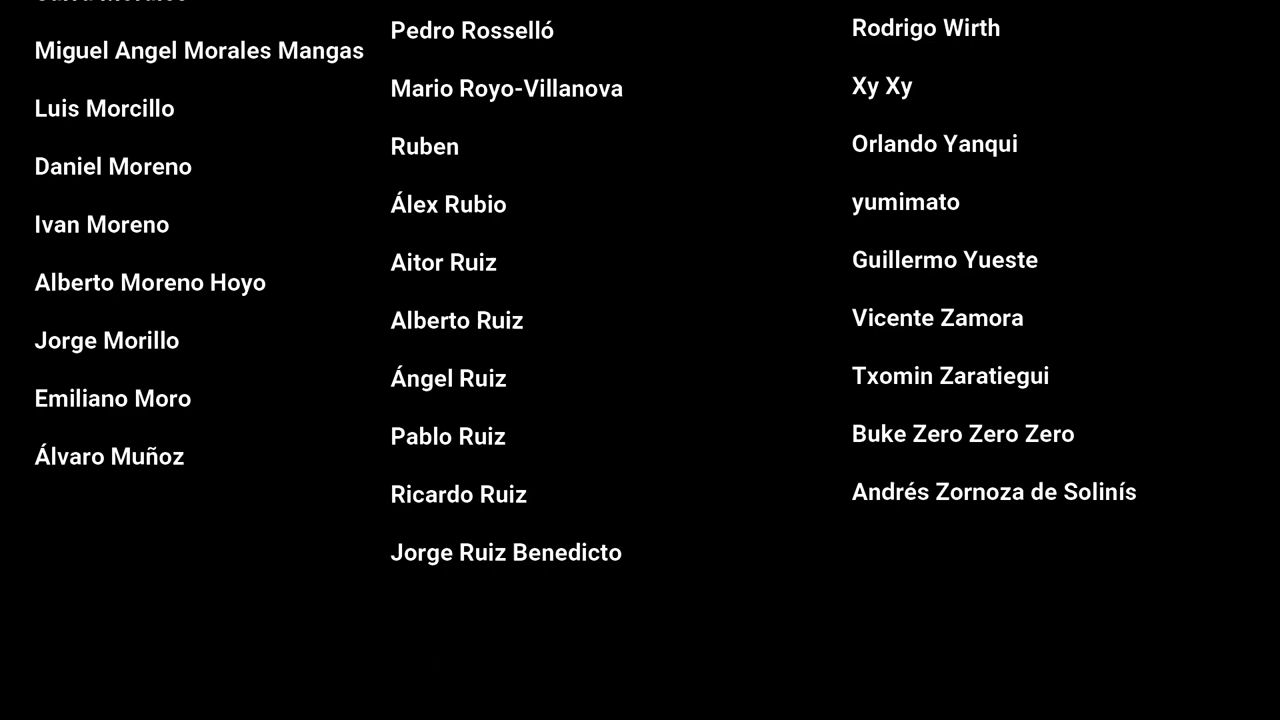 Miguel Angel Morales Mangas
Luis Morcillo
Daniel Moreno
Ivan Moreno
Alberto Moreno Hoyo
Jorge Morillo
Emiliano Moro
Álvaro Muñoz
Pedro Rosselló
Mario Royo-Villanova
Ruben
Álex Rubio
Aitor Ruiz
Alberto Ruiz
Ángel Ruiz
Pablo Ruiz
Ricardo Ruiz
Jorge Ruiz Benedicto
Rodrigo Wirth
Xy Xy
Orlando Yanqui
yumimato
Guillermo Yueste
Vicente Zamora
Txomin Zaratiegui
Buke Zero Zero Zero
Andrés Zornoza de Solinís